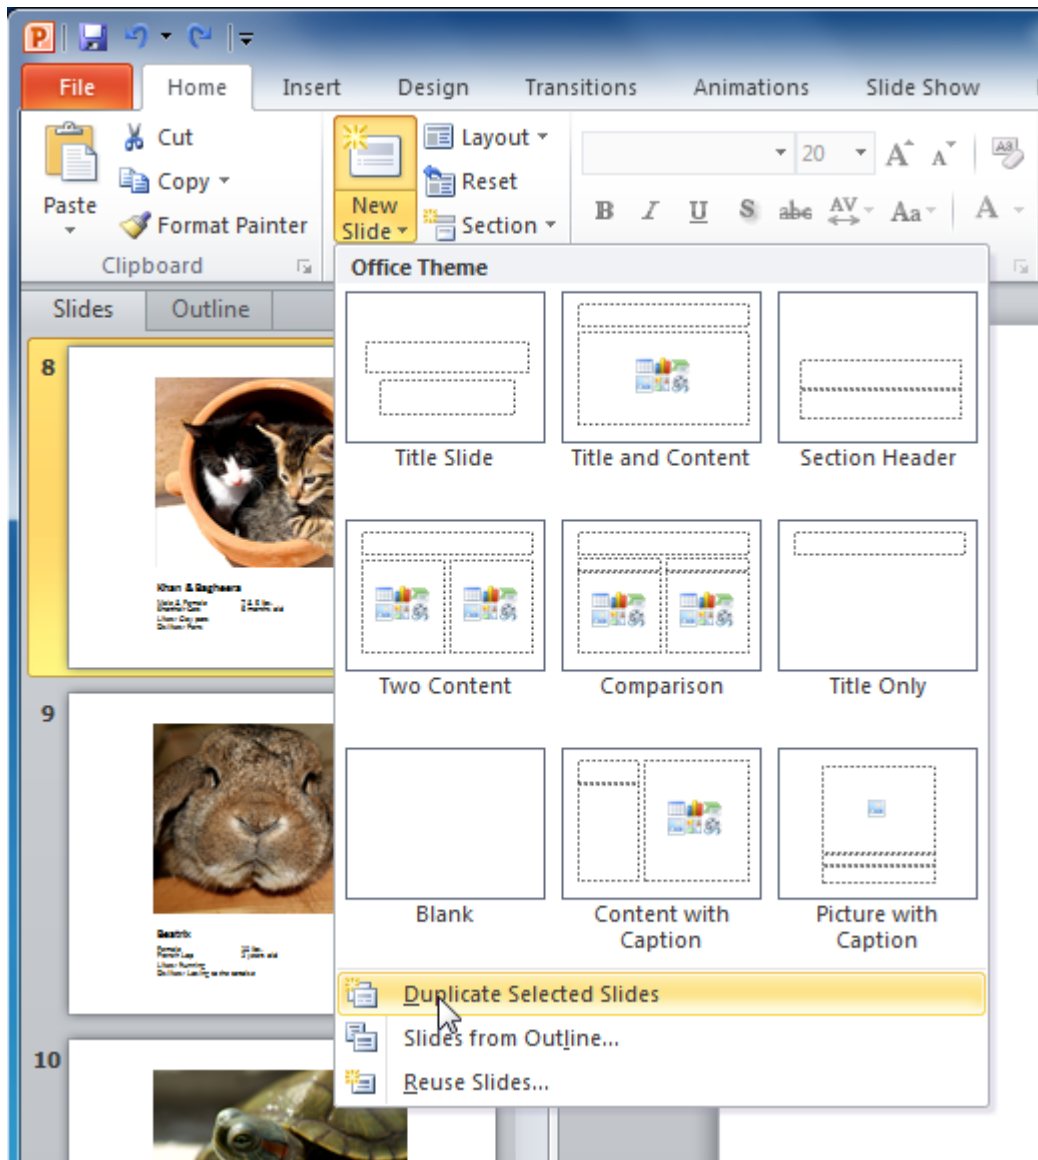 File Home Insert Design Transitions Animations Slide Show
Paste
Cut
Copy
Format Painter
Clipboard
New
Slide
Layout
Reset
Section
20
B I U S abc AV Aa A
Office Theme
Title Slide Title and Content Section Header
Two Content Comparison Title Only
Blank Content with Caption Picture with Caption
Duplicate Selected Slides
Slides from Outline...
Reuse Slides...
Slides Outline
8
Khan & Bagheera
9
Beatrix
10